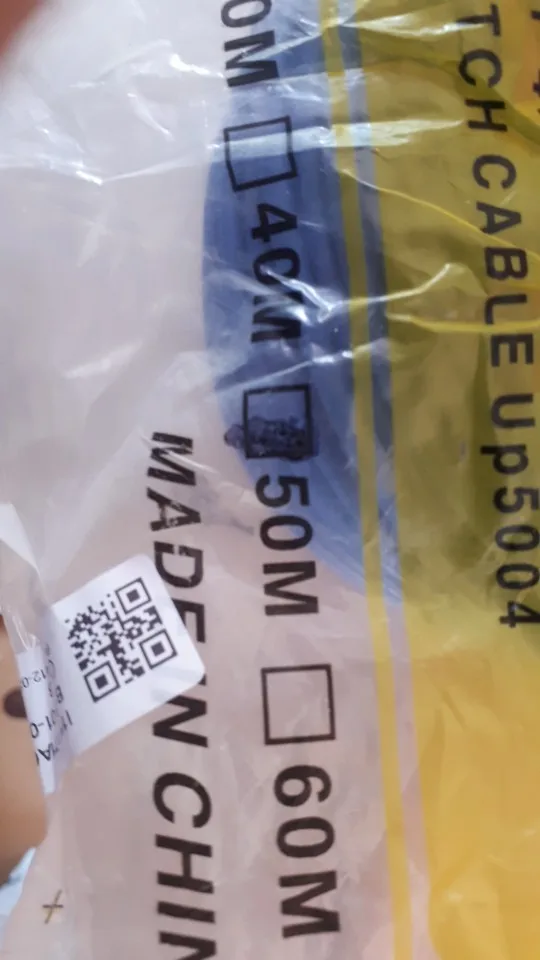 TCH CABLE Up5004
0M □ 40M ■ 50M □ 60M
MADE IN CHIN